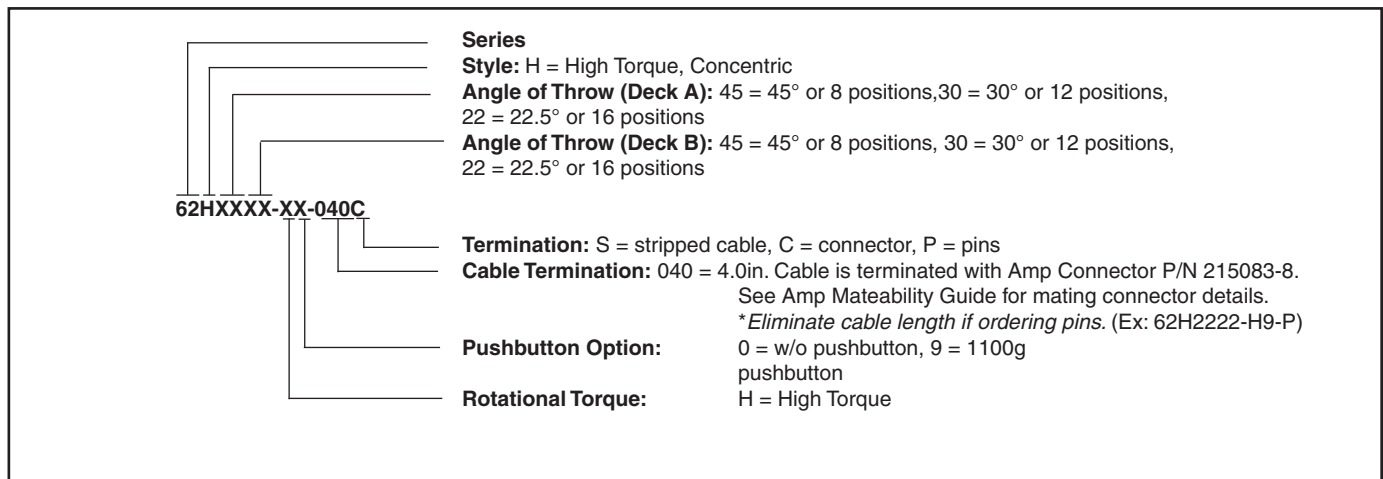 Series
Style: H = High Torque, Concentric
Angle of Throw (Deck A): 45 = 45° or 8 positions,30 = 30° or 12 positions,
22 = 22.5° or 16 positions
Angle of Throw (Deck B): 45 = 45° or 8 positions, 30 = 30° or 12 positions,
22 = 22.5° or 16 positions
62HXXXX-XX-040C
Termination: S = stripped cable, C = connector, P = pins
Cable Termination: 040 = 4.0in. Cable is terminated with Amp Connector P/N 215083-8.
See Amp Mateability Guide for mating connector details.
*Eliminate cable length if ordering pins. (Ex: 62H2222-H9-P)
Pushbutton Option: 0 = w/o pushbutton, 9 = 1100g
pushbutton
Rotational Torque: H = High Torque